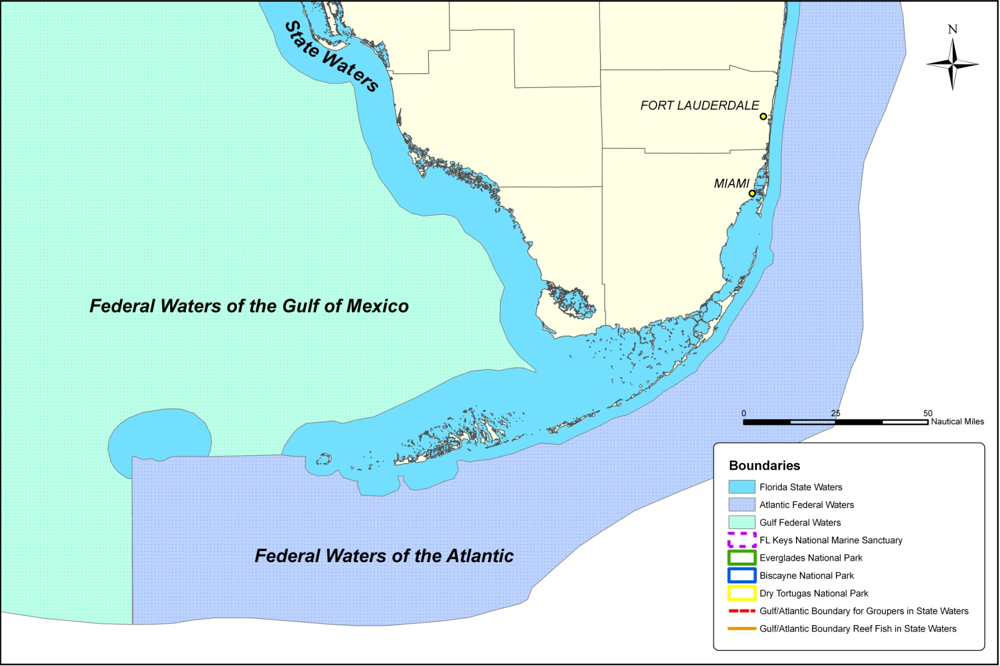 State Waters
N
FORT LAUDERDALE
MIAMI
Federal Waters of the Gulf of Mexico
0 25 50
Nautical Miles
Boundaries
Florida State Waters
Atlantic Federal Waters
Gulf Federal Waters
FL Keys National Marine Sanctuary
Everglades National Park
Biscayne National Park
Dry Tortugas National Park
Gulf/Atlantic Boundary for Groupers in State Waters
Gulf/Atlantic Boundary Reef Fish in State Waters
Federal Waters of the Atlantic